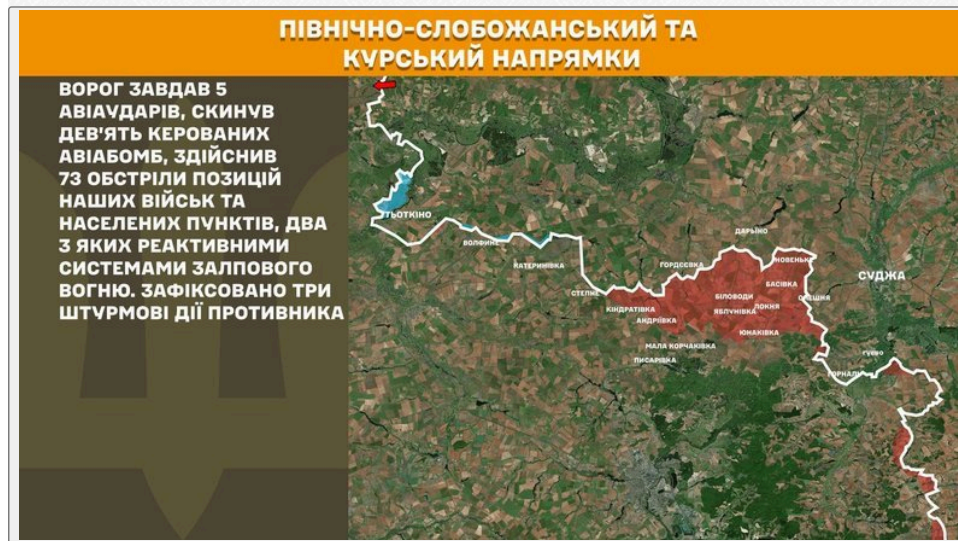 ПІВНІЧНО-СЛОБОЖАНСЬКИЙ ТА
КУРСЬКИЙ НАПРЯМКИ
ВОРОГ ЗАВДАВ 5
АВІАУДАРІВ, СКИНУВ
ДЕВ'ЯТЬ КЕРОВАНИХ
АВІАБОМБ, ЗДІЙСНИВ
73 ОБСТРІЛИ ПОЗИЦІЙ
НАШИХ ВІЙСЬК ТА
НАСЕЛЕНИХ ПУНКТІВ, ДВА
З ЯКИХ РЕАКТИВНИМИ
СИСТЕМАМИ ЗАЛПОВОГО
ВОГНЮ. ЗАФІКСОВАНО ТРИ
ШТУРМОВІ ДІЇ ПРОТИВНИКА
ТЬОТКІНО
ДАРЬЇНО
ВОЛФИНЕ
НОВЕНЬКЕ
КАТЕРИНІВКА
ГОРДЄЄВКА
СУДЖА
БАСІВКА
СТЕПНЕ
БІЛОВОДИ
ОЛЕШНЯ
ЛОКНЯ
КІНДРАТІВКА
ЯБЛУНІВКА
АНДРІЇВКА
ЮНАКІВКА
МАЛА КОРЧАКІВКА
ГУЄВО
ПИСАРІВКА
ГОРНАЛЬ